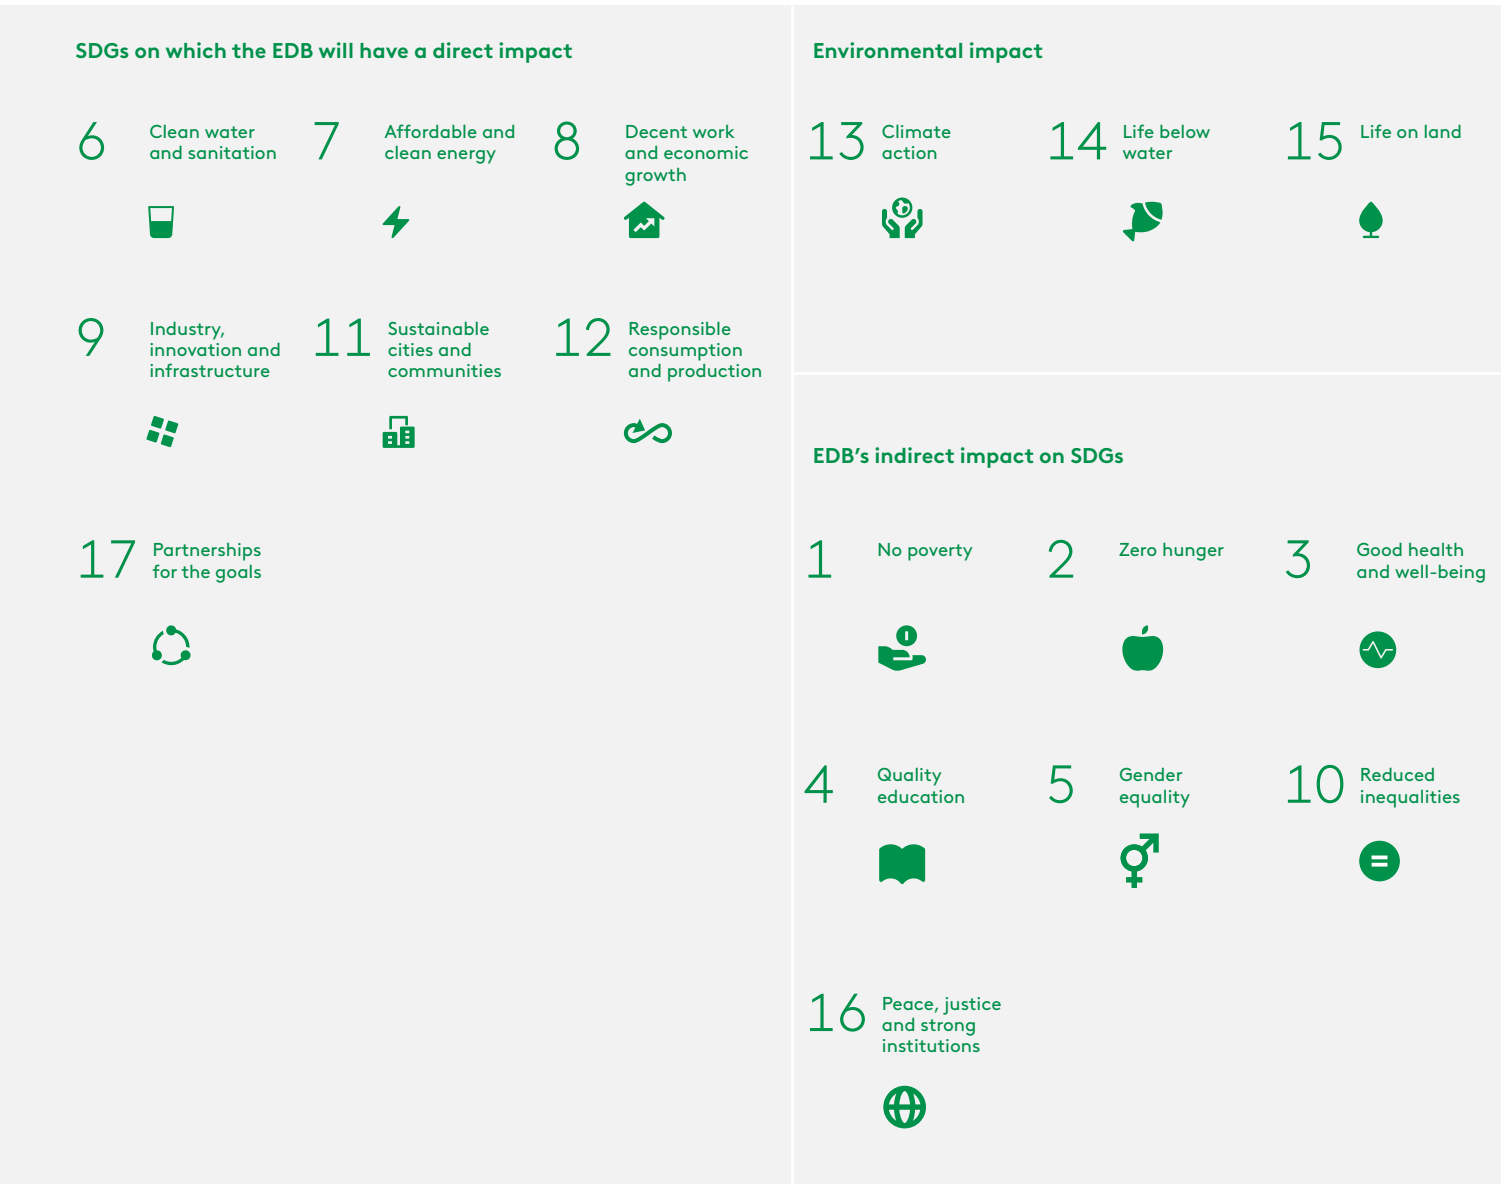 SDGs on which the EDB will have a direct impact
6
Clean water
and sanitation
7
Affordable and
clean energy
8
Decent work
and economic
growth
9
Industry,
innovation and
infrastructure
11
Sustainable
cities and
communities
12
Responsible
consumption
and production
17
Partnerships
for the goals
Environmental impact
13
Climate
action
14
Life below
water
15
Life on land
EDB’s indirect impact on SDGs
1
No poverty
2
Zero hunger
3
Good health
and well-being
4
Quality
education
5
Gender
equality
10
Reduced
inequalities
16
Peace, justice
and strong
institutions